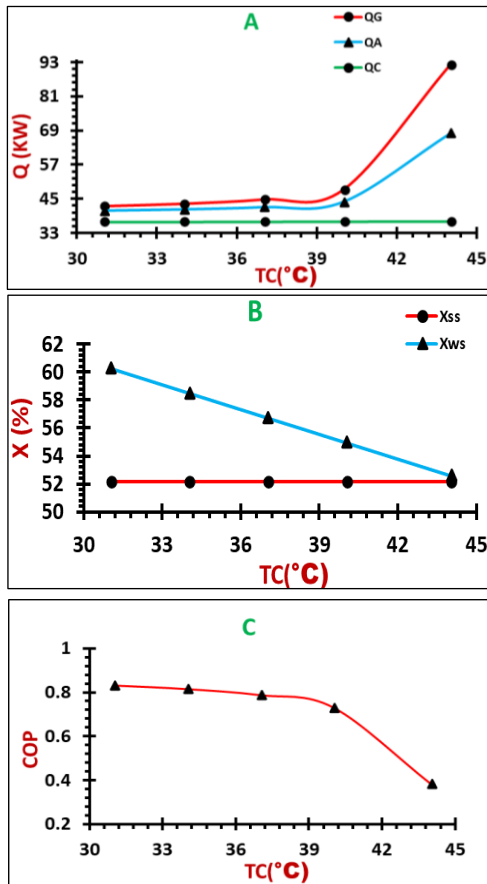 A
QG
QA
QC
93
81
69
57
45
33
Q (KW)
30 33 36 39 42 45
TC(°C)
B
Xss
Xws
62
60
58
56
54
52
50
X (%)
30 33 36 39 42 45
TC(°C)
C
1
0.8
0.6
0.4
0.2
COP
30 33 36 39 42 45
TC(°C)